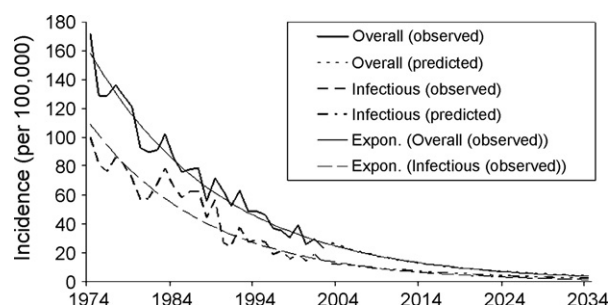 Incidence (per 100,000)
180
160
140
120
100
80
60
40
20
0
1974 1984 1994 2004 2014 2024 2034
Overall (observed)
Overall (predicted)
Infectious (observed)
Infectious (predicted)
Expon. (Overall (observed))
Expon. (Infectious (observed))